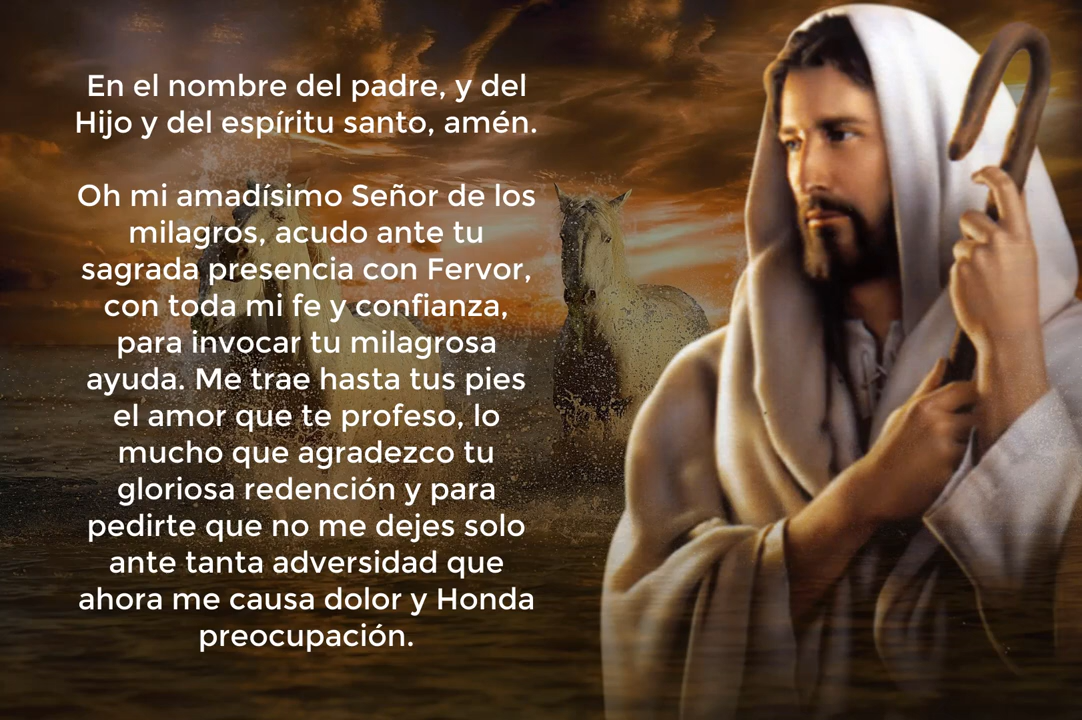 En el nombre del padre, y del
Hijo y del espíritu santo, amén.
Oh mi amadísimo Señor de los
milagros, acudo ante tu
sagrada presencia con Fervor,
con toda mi fe y confianza,
para invocar tu milagrosa
ayuda. Me trae hasta tus pies
el amor que te profeso, lo
mucho que agradezco tu
gloriosa redención y para
pedirte que no me dejes solo
ante tanta adversidad que
ahora me causa dolor y Honda
preocupación.